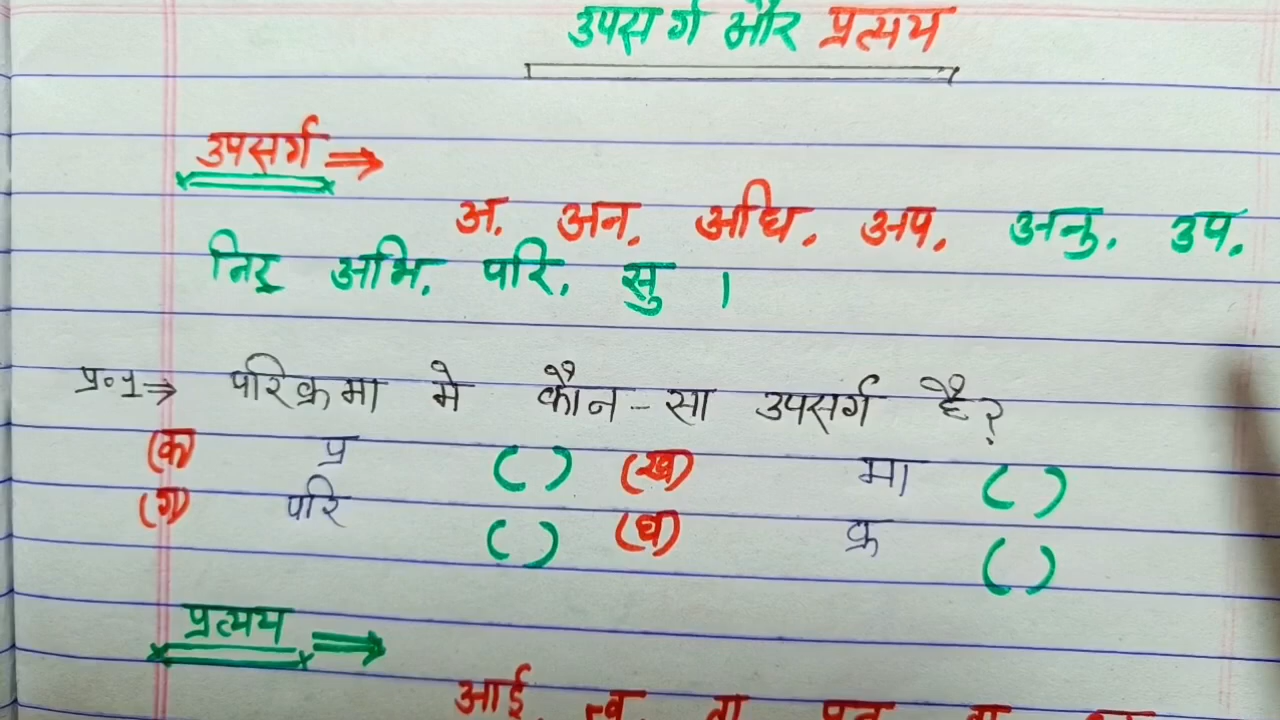 उपसर्ग और प्रत्यय
उपसर्ग ⇒
अ. अन. अधि. अप. अनु. उप.
निर् अभि. परि. सु ।
प्र०1⇒ परिक्रमा मे कौन-सा उपसर्ग है?
(क) प्र ( ) (ख) मा ( )
(ग) परि ( ) (घ) क्र ( )
प्रत्यय ⇒
आई. त्व. ता